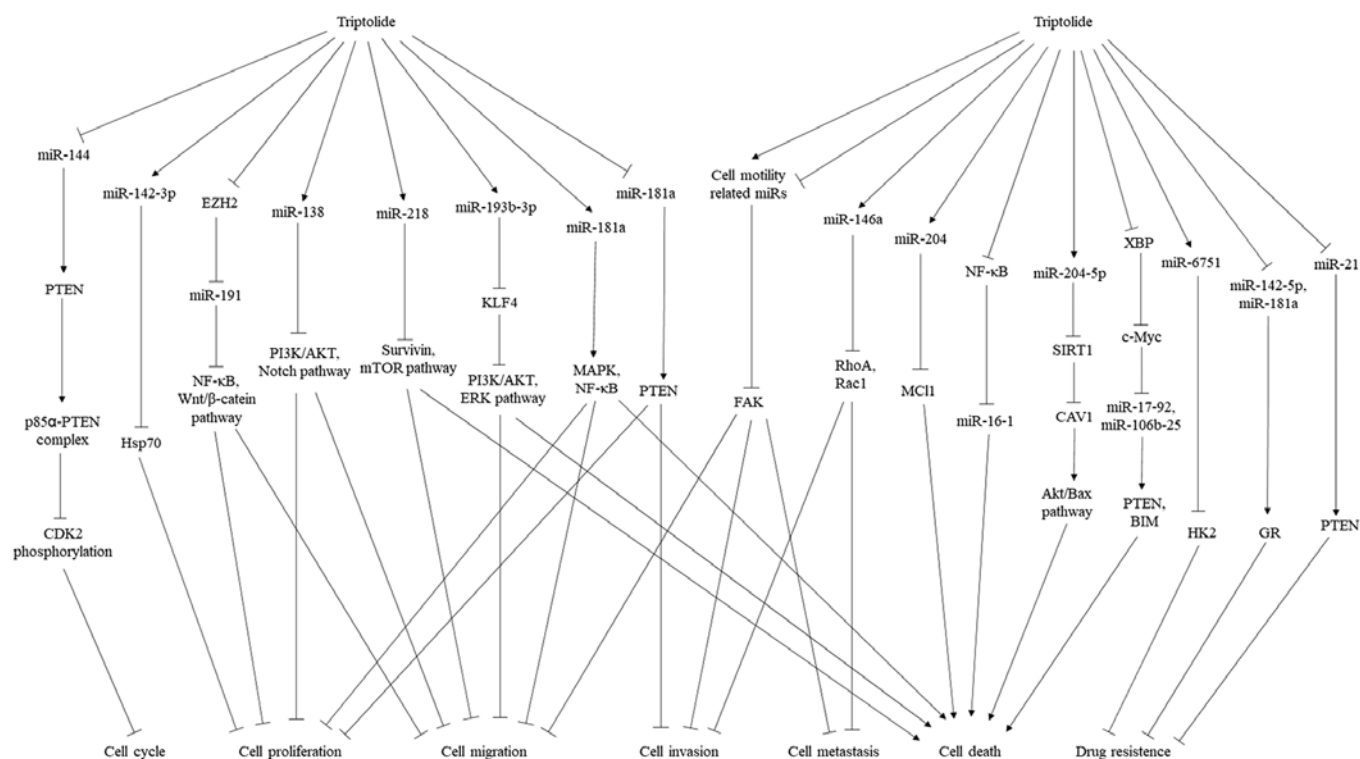 Triptolide
Triptolide
miR-144
miR-142-3p
EZH2
miR-138
miR-218
miR-193b-3p
miR-181a
miR-181a
Cell motility
related miRs
miR-146a
miR-204
NF-κB
miR-204-5p
XBP
miR-6751
miR-142-5p,
miR-181a
miR-21
PTEN
miR-191
KLF4
SIRT1
c-Myc
PI3K/AKT,
Notch pathway
Survivin,
mTOR pathway
NF-κB,
Wnt/β-catein
pathway
PI3K/AKT,
ERK pathway
MAPK,
NF-κB
PTEN
FAK
RhoA,
Rac1
MCl1
miR-16-1
CAV1
miR-17-92,
miR-106b-25
p85α-PTEN
complex
Hsp70
Akt/Bax
pathway
PTEN,
BIM
HK2
GR
PTEN
CDK2
phosphorylation
Cell cycle
Cell proliferation
Cell migration
Cell invasion
Cell metastasis
Cell death
Drug resistence